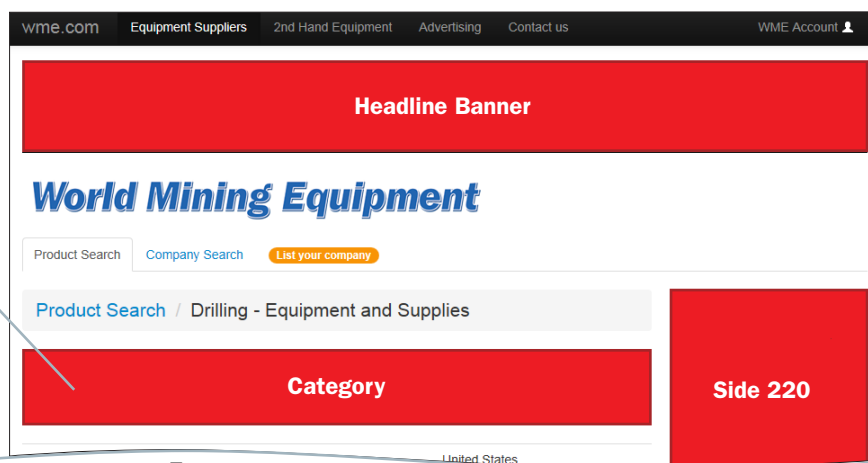 wme.com Equipment Suppliers 2nd Hand Equipment Advertising Contact us WME Account
Headline Banner
World Mining Equipment
Product Search Company Search List your company
Product Search / Drilling - Equipment and Supplies
Category
Side 220
United States